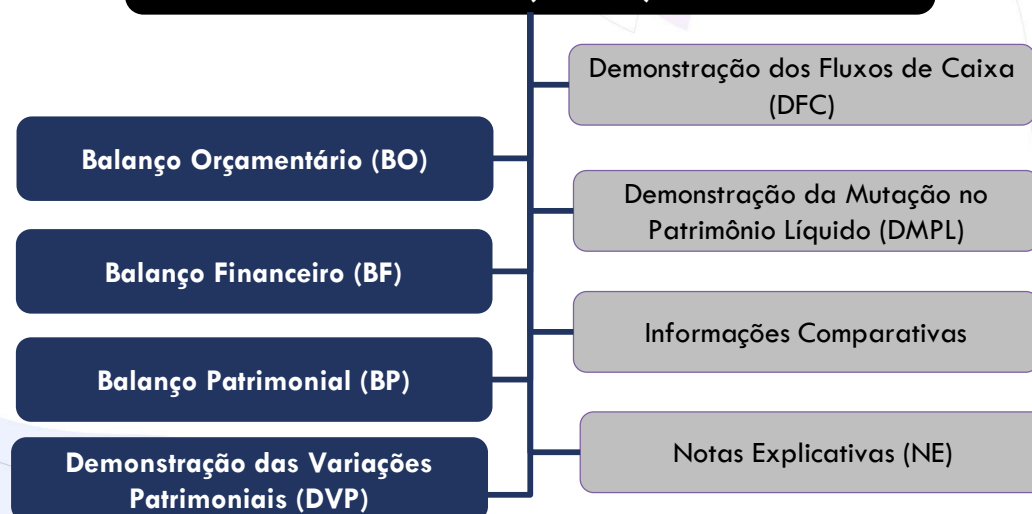 Demonstração dos Fluxos de Caixa
(DFC)
Balanço Orçamentário (BO)
Demonstração da Mutação no
Patrimônio Líquido (DMPL)
Balanço Financeiro (BF)
Informações Comparativas
Balanço Patrimonial (BP)
Notas Explicativas (NE)
Demonstração das Variações
Patrimoniais (DVP)